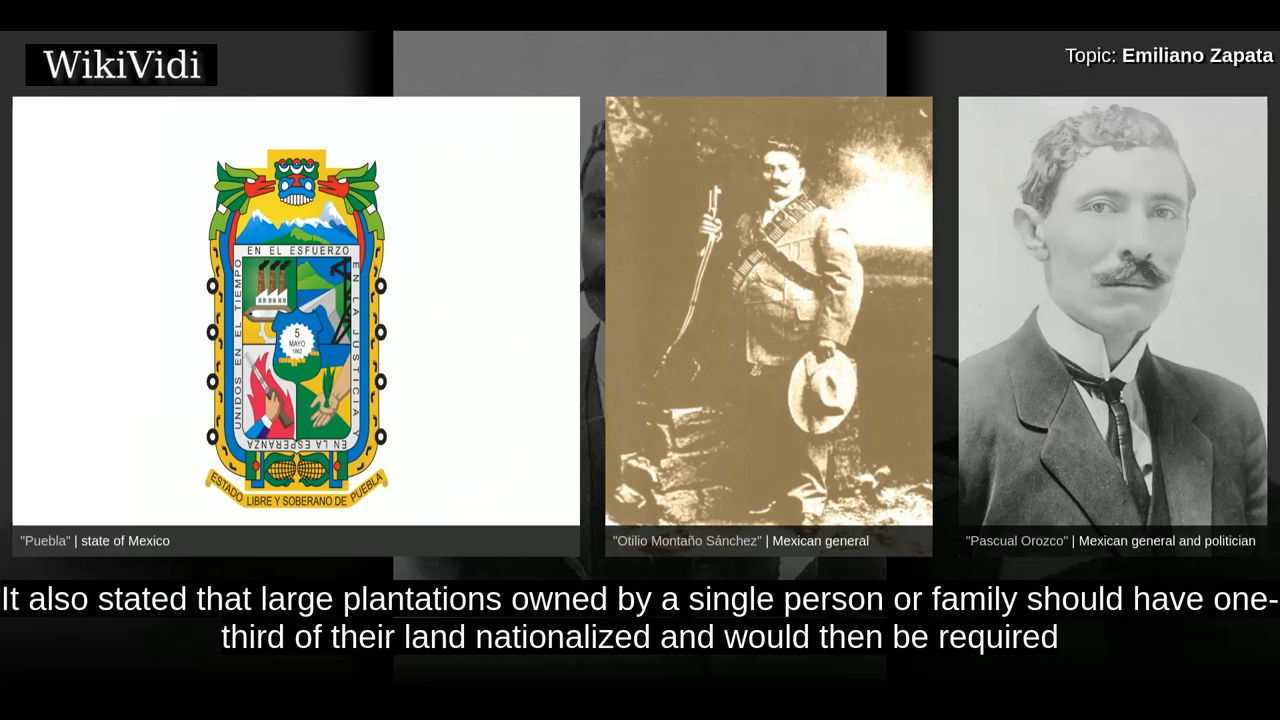 WikiVidi
Topic: Emiliano Zapata
EN EL ESFUERZO
EN LA JUSTICIA Y
EN LA ESPERANZA
UNIDOS EN EL TIEMPO
5
MAYO
1862
ESTADO LIBRE Y SOBERANO DE PUEBLA
"Puebla" | state of Mexico
"Otilio Montaño Sánchez" | Mexican general
"Pascual Orozco" | Mexican general and politician
It also stated that large plantations owned by a single person or family should have one-
third of their land nationalized and would then be required